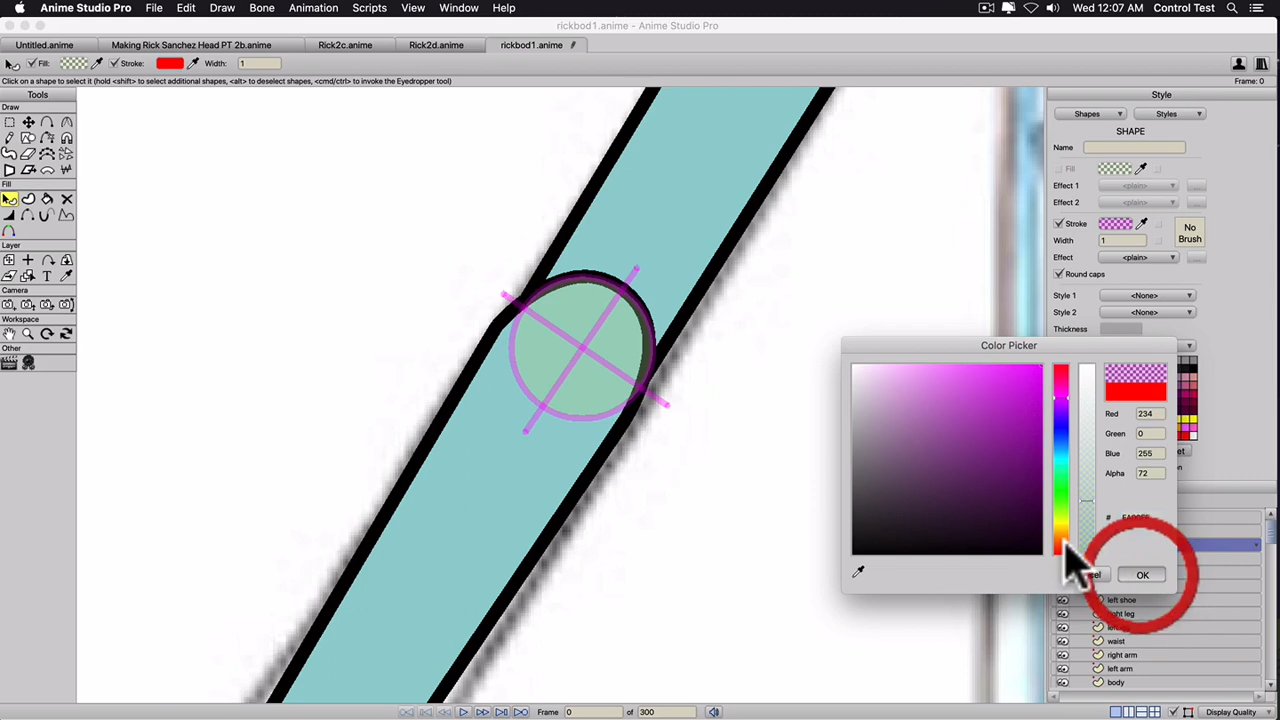 Anime Studio Pro File Edit Draw Bone Animation Scripts View Window Help Wed 12:07 AM Control Test
rickbod1.anime - Anime Studio Pro
Untitled.anime Making Rick Sanchez Head PT 2b.anime Rick2c.anime Rick2d.anime rickbod1.anime
Fill: Stroke: Width: 1
Click on a shape to select it (hold <shift> to select additional shapes, <alt> to deselect shapes, <cmd/ctrl> to invoke the Eyedropper tool) Frame: 0
Tools
Draw
Fill
Layer
Camera
Workspace
Other
Style
Shapes Styles
SHAPE
Name
Fill
Effect 1 <plain> ...
Effect 2 <plain> ...
Stroke
Width 1
No Brush
Effect <plain> ...
Round caps
Style 1 <None>
Style 2 <None>
Thickness
Color Picker
Red 234
Green 0
Blue 255
Alpha 72
#
OK
left shoe
right leg
waist
right arm
left arm
body
Frame 0 of 300 Display Quality